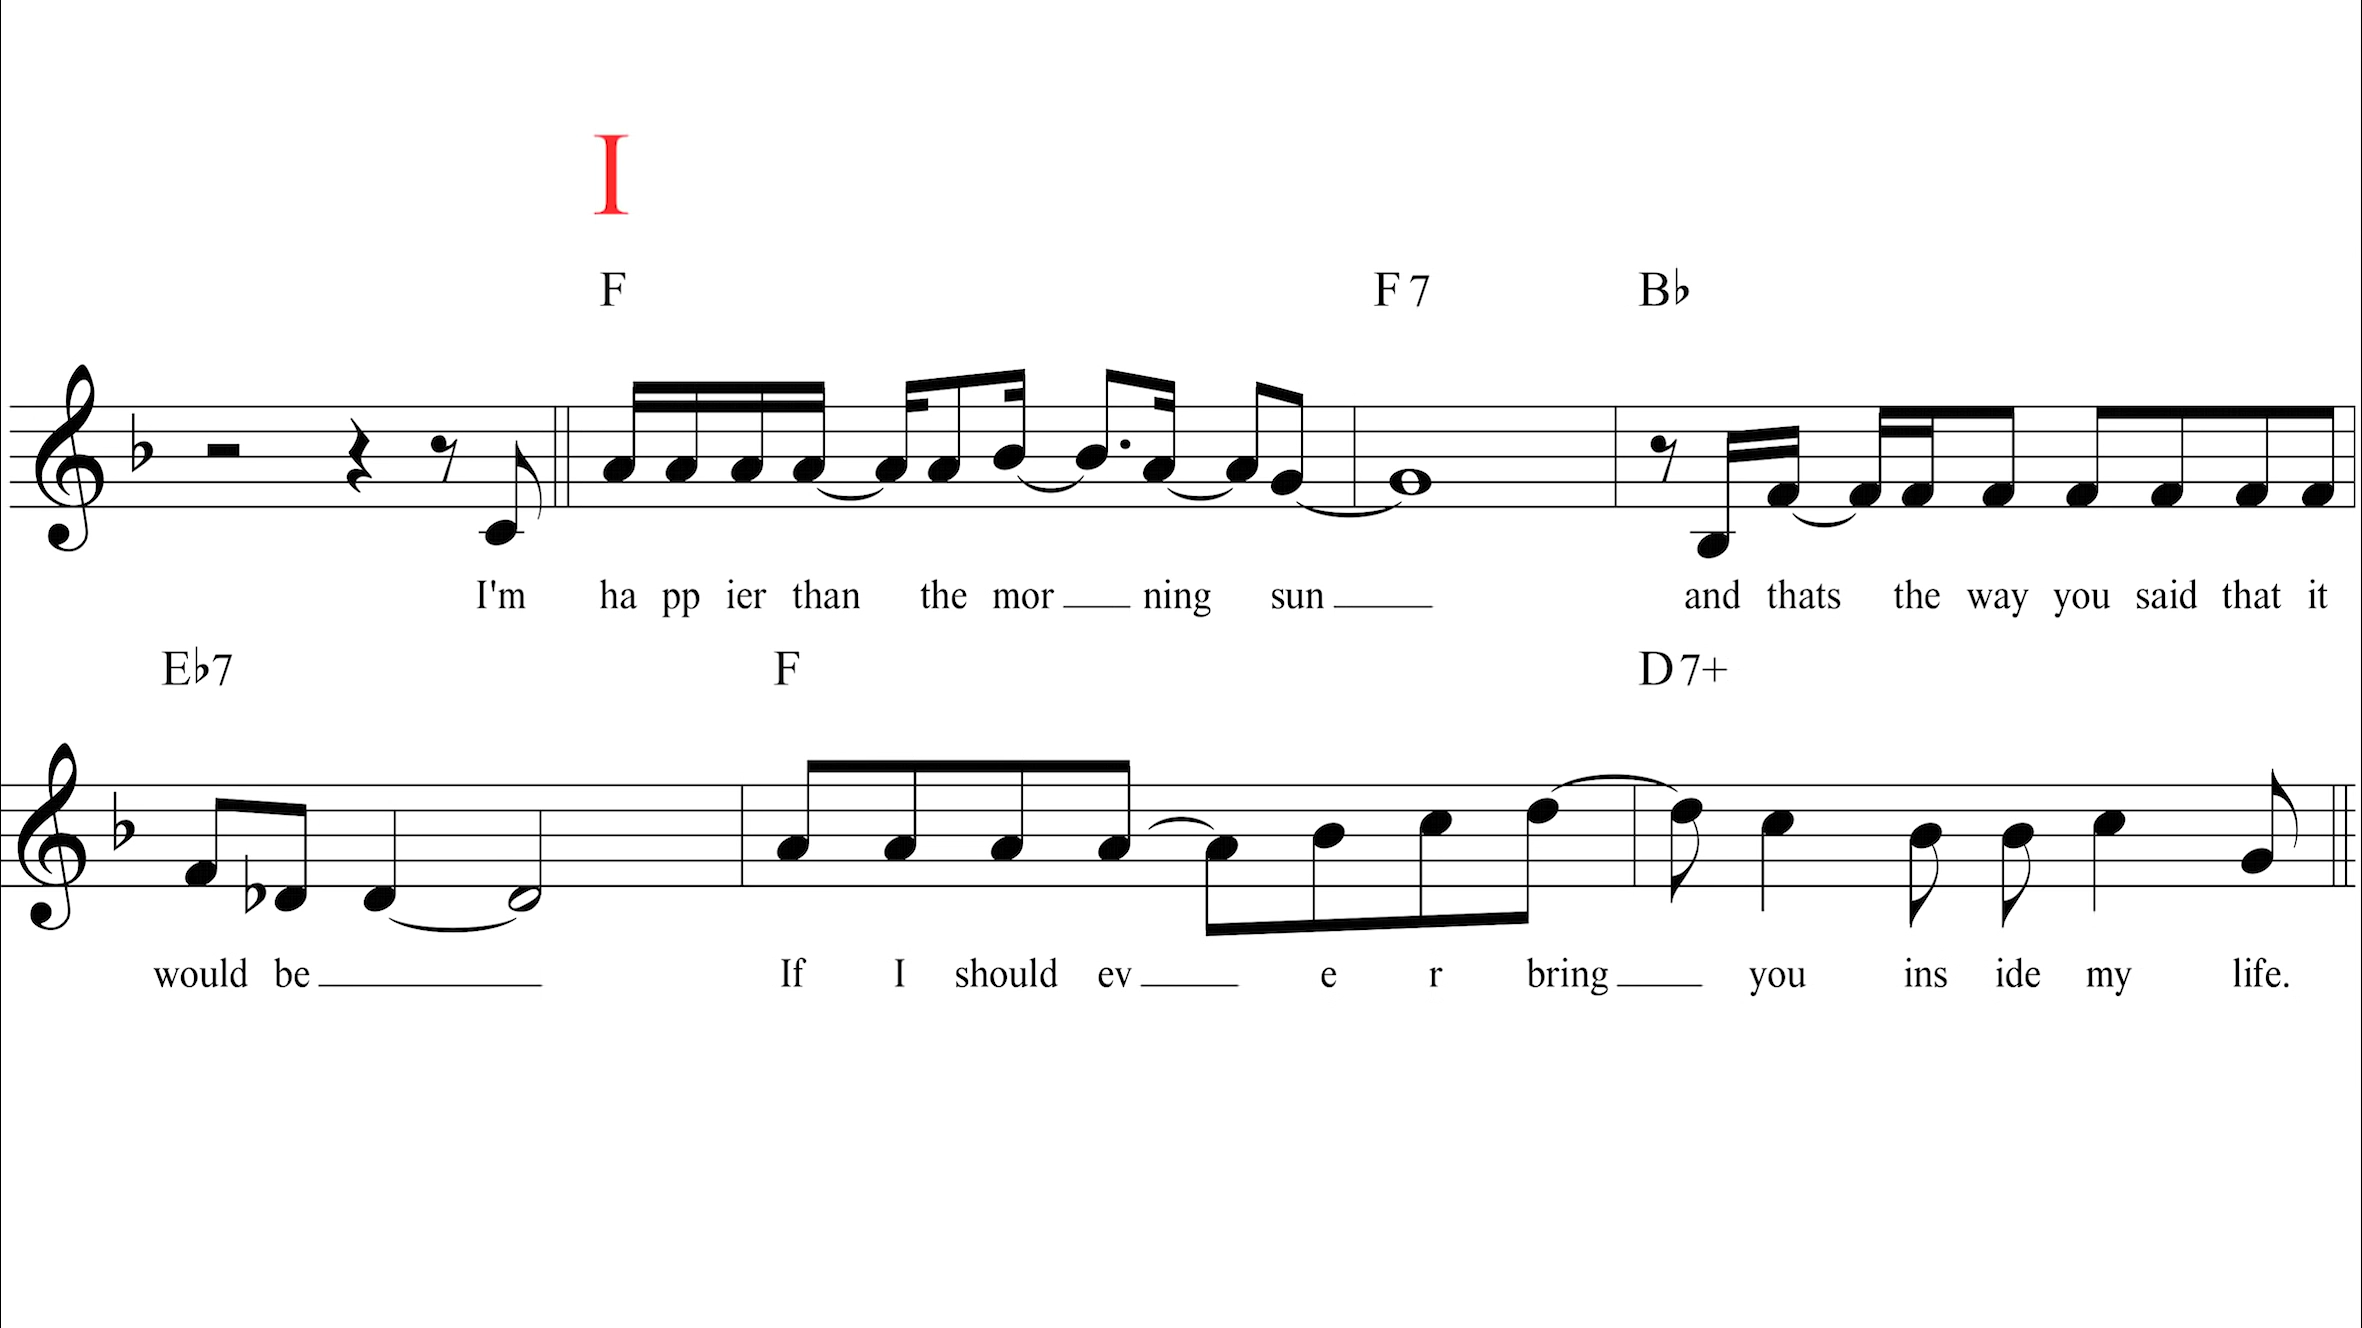 I
F F 7 B♭
I'm ha pp ier than the mor ning sun and thats the way you said that it
E♭7 F D 7+
would be If I should ev e r bring you ins ide my life.